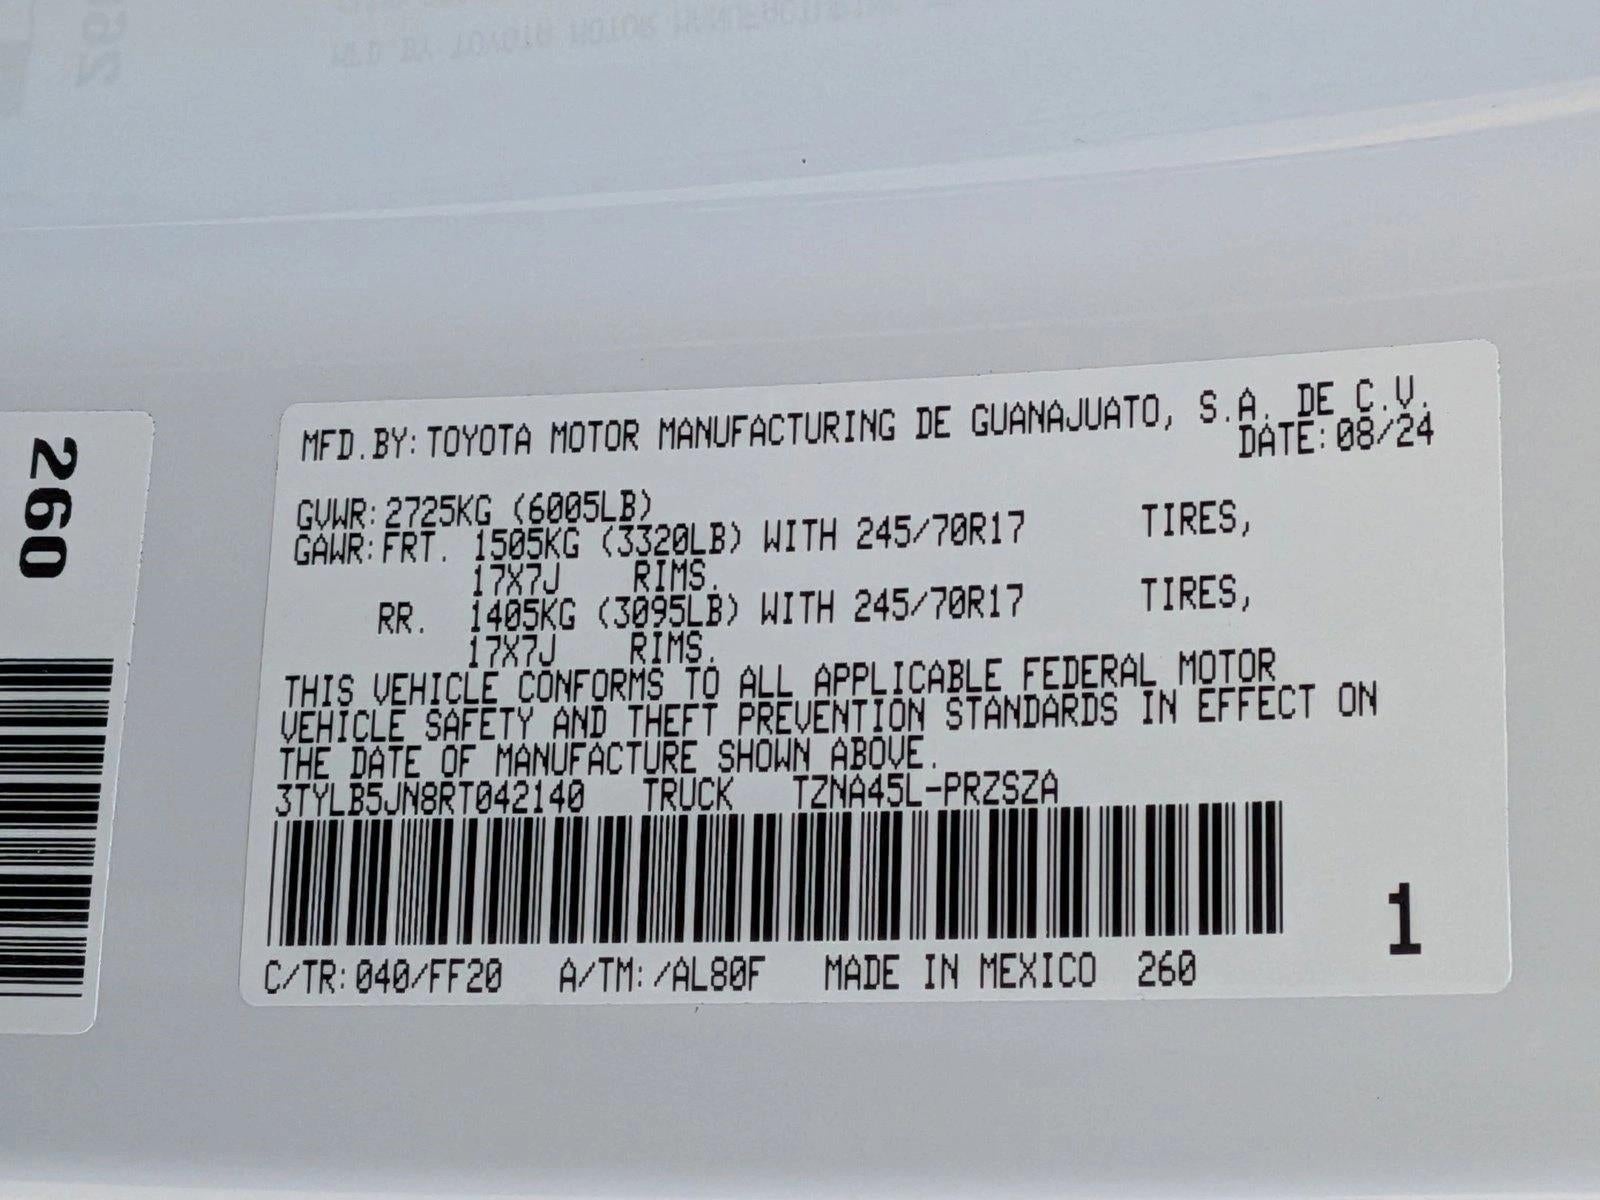 MFD.BY: TOYOTA MOTOR MANUFACTURING DE GUANAJUATO, S.A. DE C.V.
DATE: 08/24
GVWR: 2725KG (6005LB)
GAWR: FRT. 1505KG (3320LB) WITH 245/70R17 TIRES,
17X7J RIMS.
RR. 1405KG (3095LB) WITH 245/70R17 TIRES,
17X7J RIMS.
THIS VEHICLE CONFORMS TO ALL APPLICABLE FEDERAL MOTOR
VEHICLE SAFETY AND THEFT PREVENTION STANDARDS IN EFFECT ON
THE DATE OF MANUFACTURE SHOWN ABOVE.
3TYLB5JN8RT042140 TRUCK TZNA45L-PRZSZA
1
C/TR: 040/FF20 A/TM: /AL80F MADE IN MEXICO 260
260